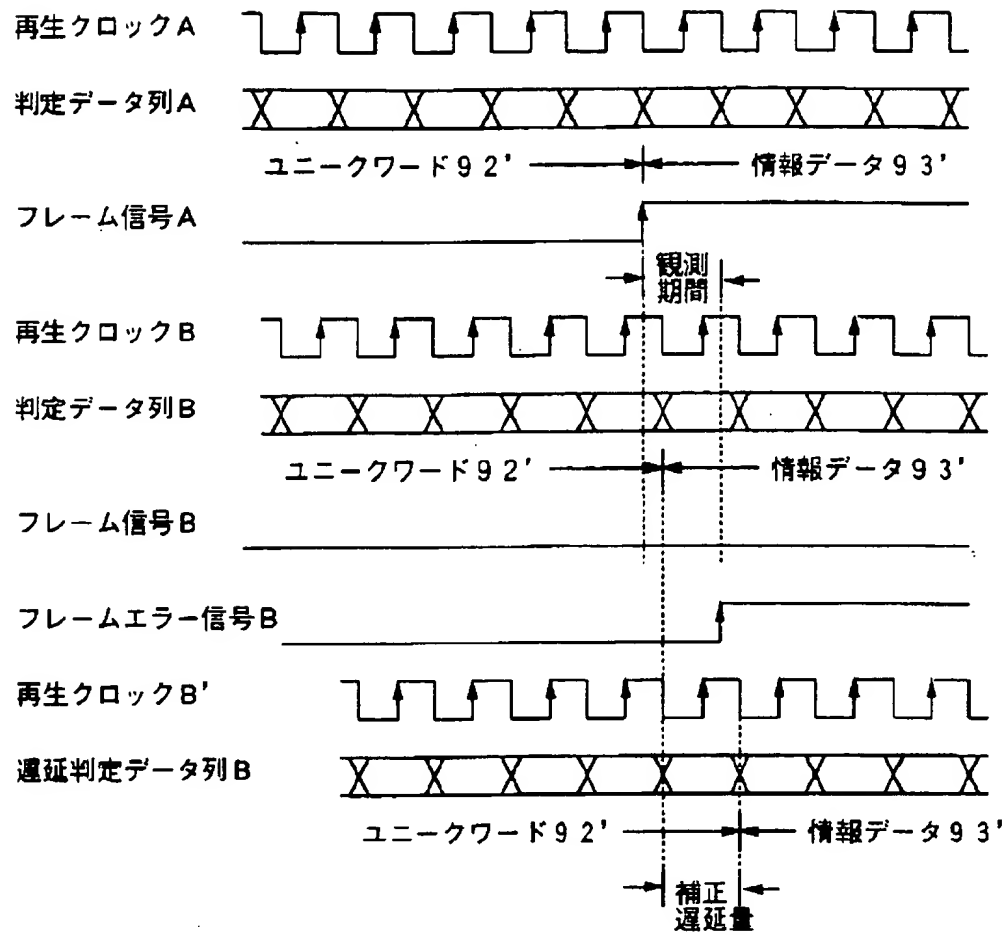 再生クロックA
判定データ列A
ユニークワード92' 情報データ93'
フレーム信号A
観測
期間
再生クロックB
判定データ列B
ユニークワード92' 情報データ93'
フレーム信号B
フレームエラー信号B
再生クロックB'
遅延判定データ列B
ユニークワード92' 情報データ93'
補正
遅延量